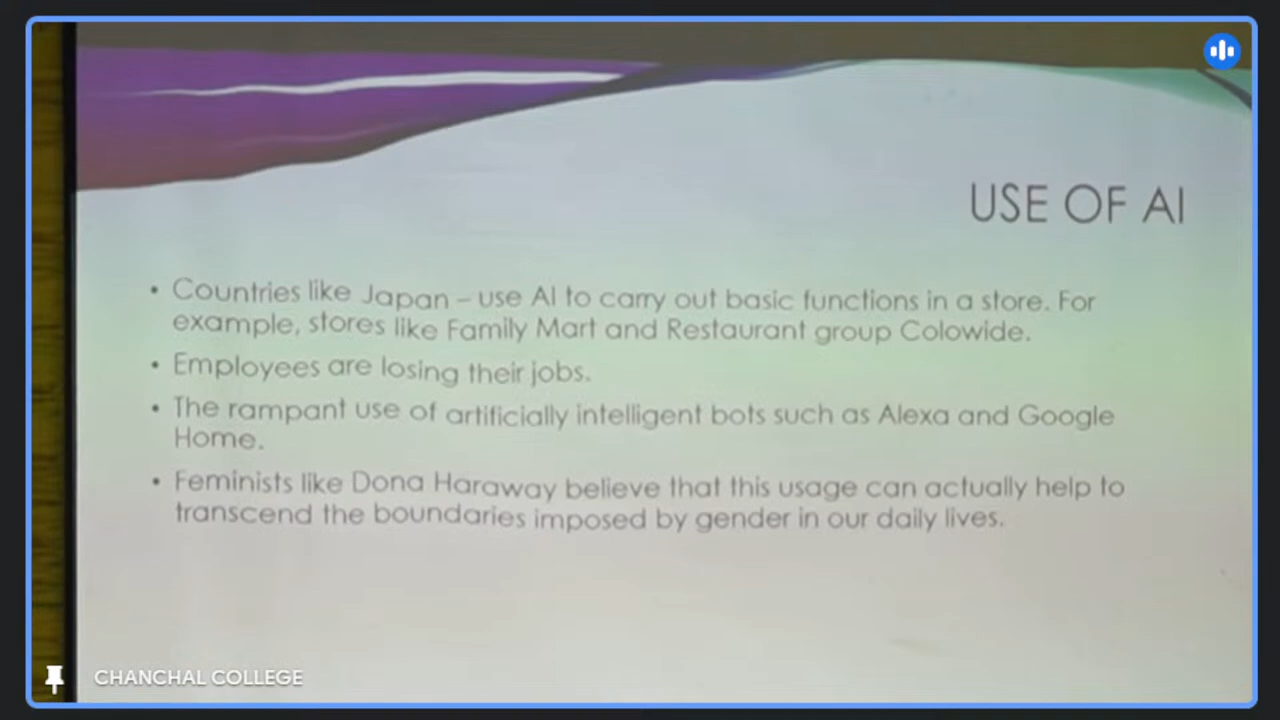 USE OF AI
• Countries like Japan – use AI to carry out basic functions in a store. For
example, stores like Family Mart and Restaurant group Colowide.
• Employees are losing their jobs.
• The rampant use of artificially intelligent bots such as Alexa and Google
Home.
• Feminists like Dona Haraway believe that this usage can actually help to
transcend the boundaries imposed by gender in our daily lives.
CHANCHAL COLLEGE